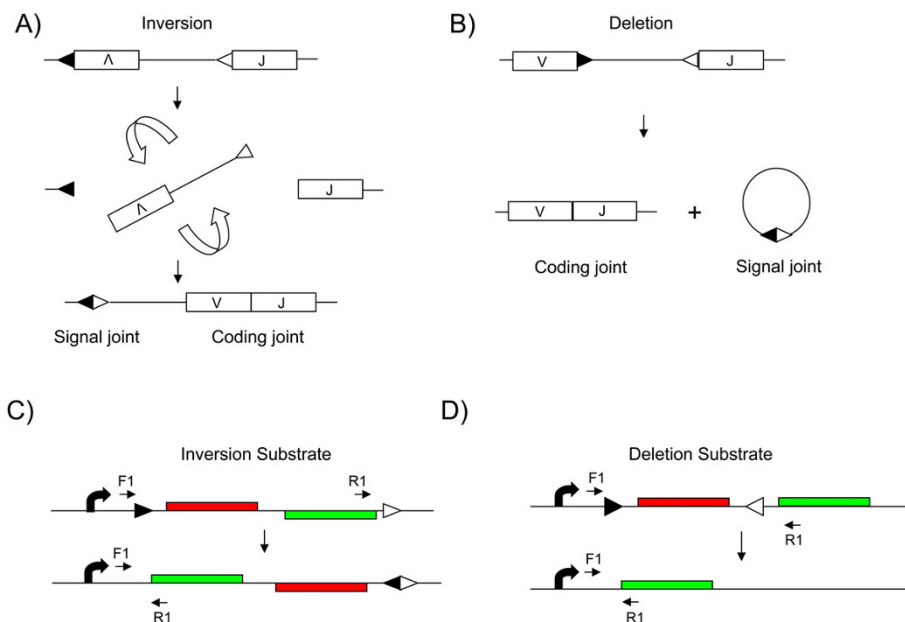 A)
Inversion
V
J
V
J
V
J
Signal joint
Coding joint
B)
Deletion
V
J
V
J
+
Coding joint
Signal joint
C)
Inversion Substrate
F1
R1
F1
R1
D)
Deletion Substrate
F1
R1
F1
R1